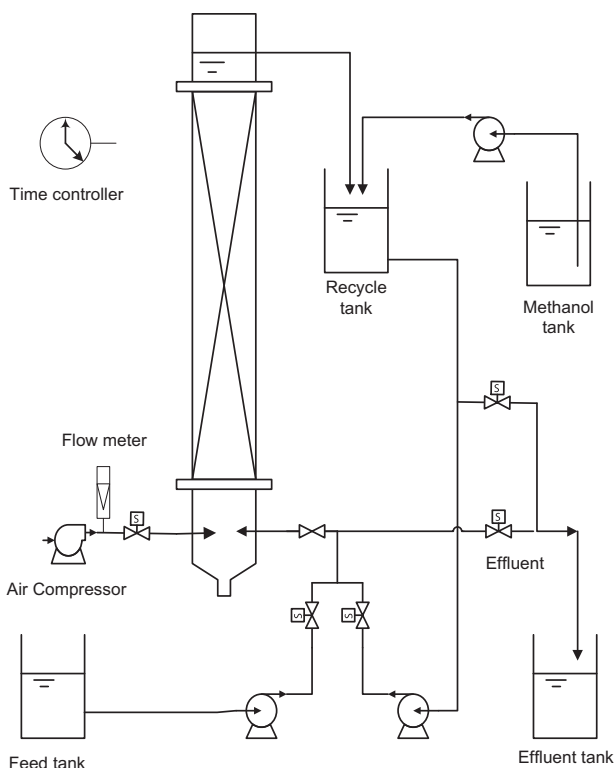 Time controller
Recycle
tank
Methanol
tank
Flow meter
S
S
S
Effluent
Air Compressor
S
S
Feed tank
Effluent tank